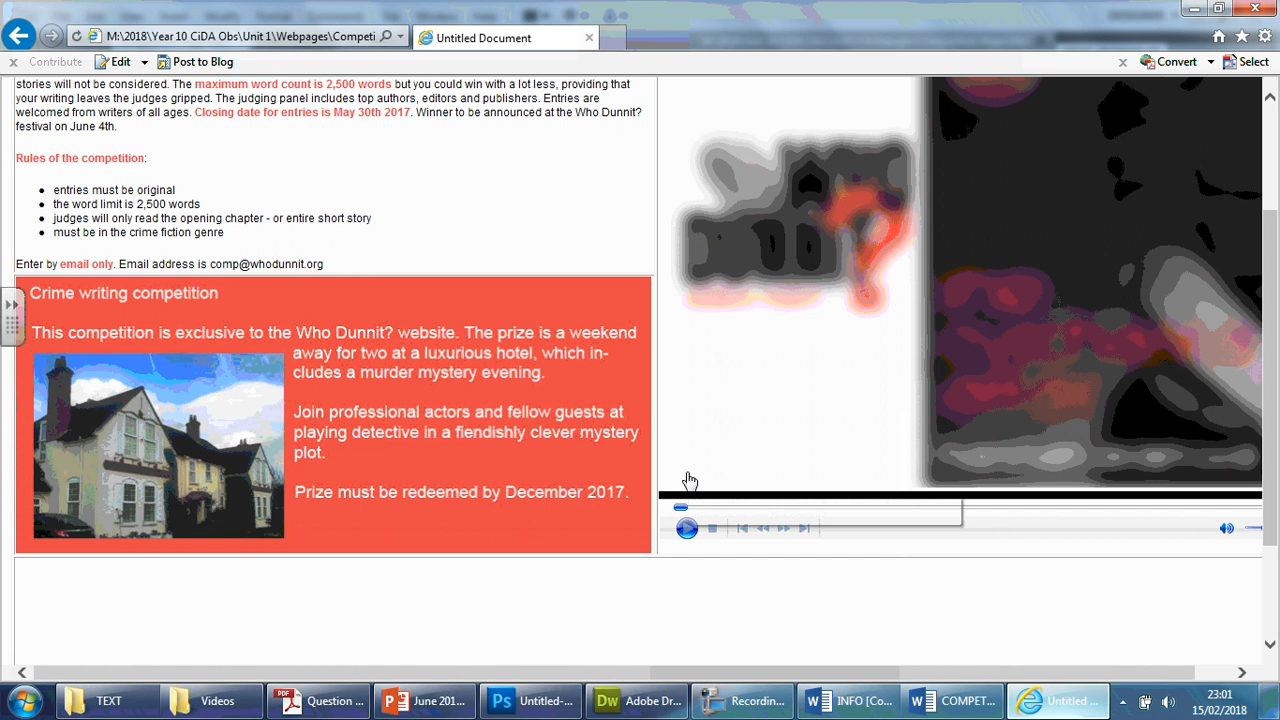 M:\2018\Year 10 CiDA Obs\Unit 1\Webpages\Competi
Untitled Document
Contribute Edit Post to Blog Convert Select
stories will not be considered. The maximum word count is 2,500 words but you could win with a lot less, providing that
your writing leaves the judges gripped. The judging panel includes top authors, editors and publishers. Entries are
welcomed from writers of all ages. Closing date for entries is May 30th 2017. Winner to be announced at the Who Dunnit?
festival on June 4th.
Rules of the competition:
entries must be original
the word limit is 2,500 words
judges will only read the opening chapter - or entire short story
must be in the crime fiction genre
Enter by email only. Email address is comp@whodunnit.org
Crime writing competition
This competition is exclusive to the Who Dunnit? website. The prize is a weekend
away for two at a luxurious hotel, which in-
cludes a murder mystery evening.
Join professional actors and fellow guests at
playing detective in a fiendishly clever mystery
plot.
Prize must be redeemed by December 2017.
TEXT Videos Question ... June 201... Untitled-... Adobe Dr... Recordin... INFO [Co... COMPET... Untitled ... 23:01
15/02/2018